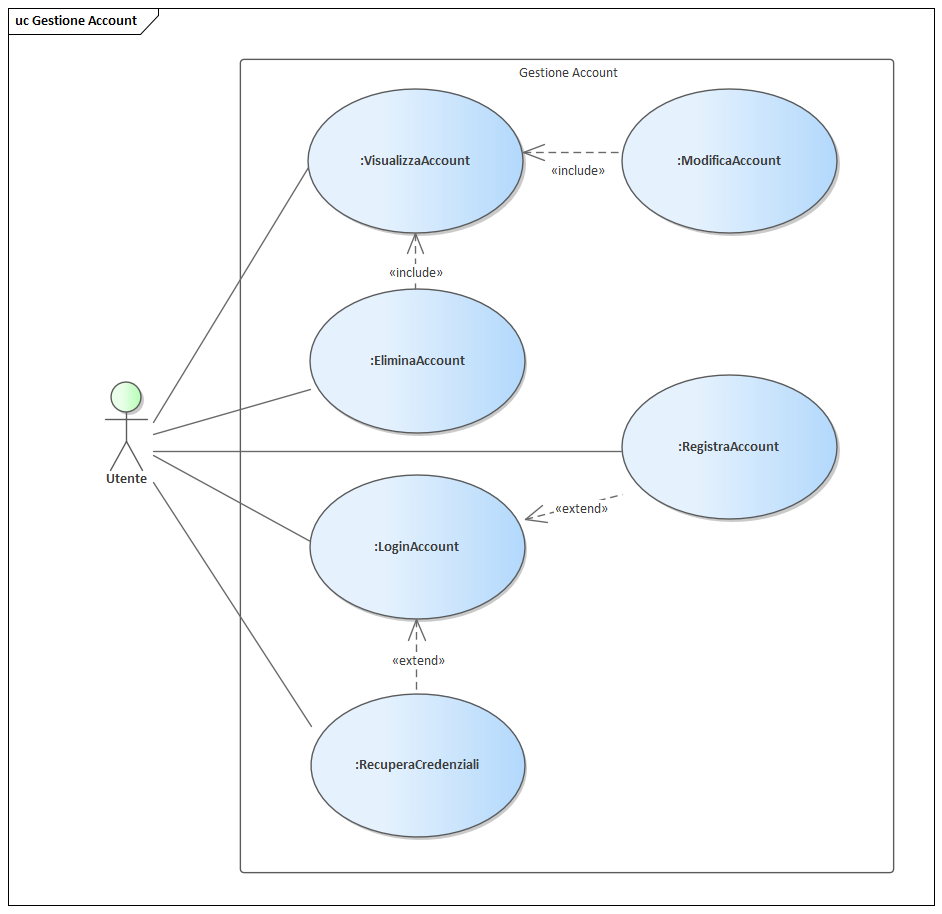 uc Gestione Account
Gestione Account
:VisualizzaAccount
:ModificaAccount
«include»
«include»
:EliminaAccount
:RegistraAccount
Utente
«extend»
:LoginAccount
«extend»
:RecuperaCredenziali